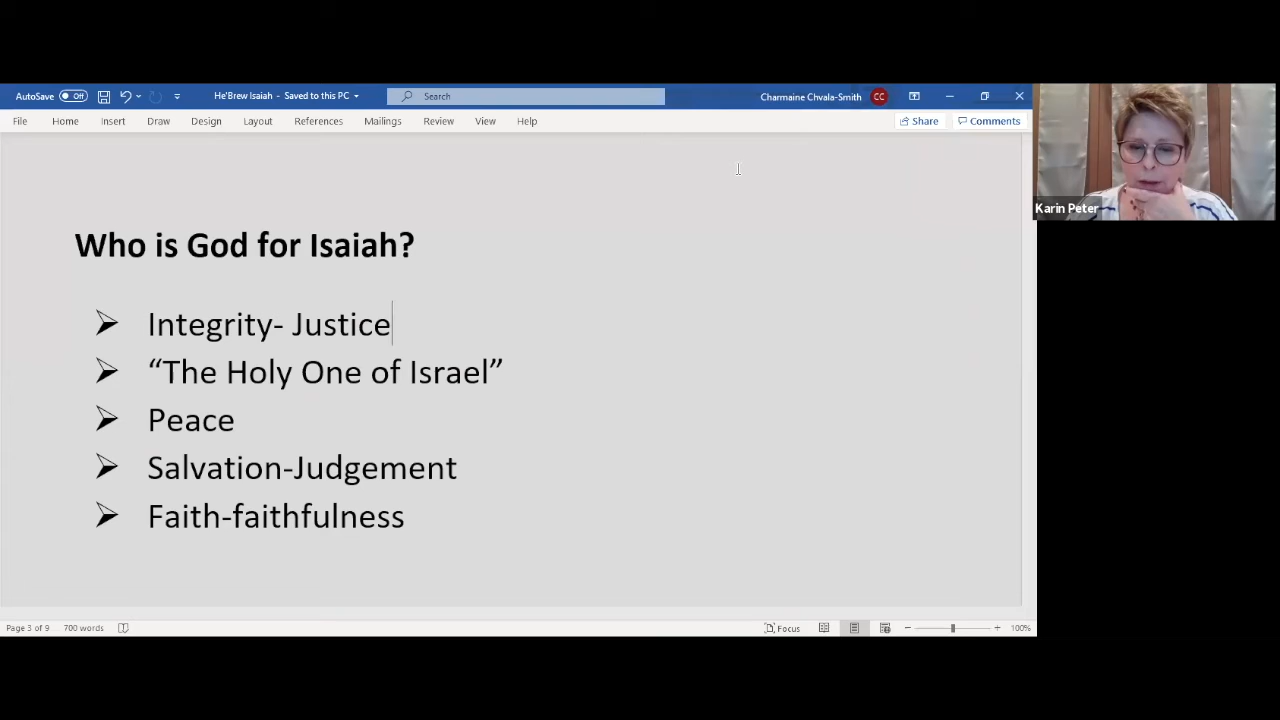 AutoSave Off He'Brew Isaiah - Saved to this PC Search Charmaine Chvala-Smith CC
File Home Insert Draw Design Layout References Mailings Review View Help Share Comments
Karin Peter
Who is God for Isaiah?
➢ Integrity- Justice
➢ “The Holy One of Israel”
➢ Peace
➢ Salvation-Judgement
➢ Faith-faithfulness
Page 3 of 9 700 words Focus 100%